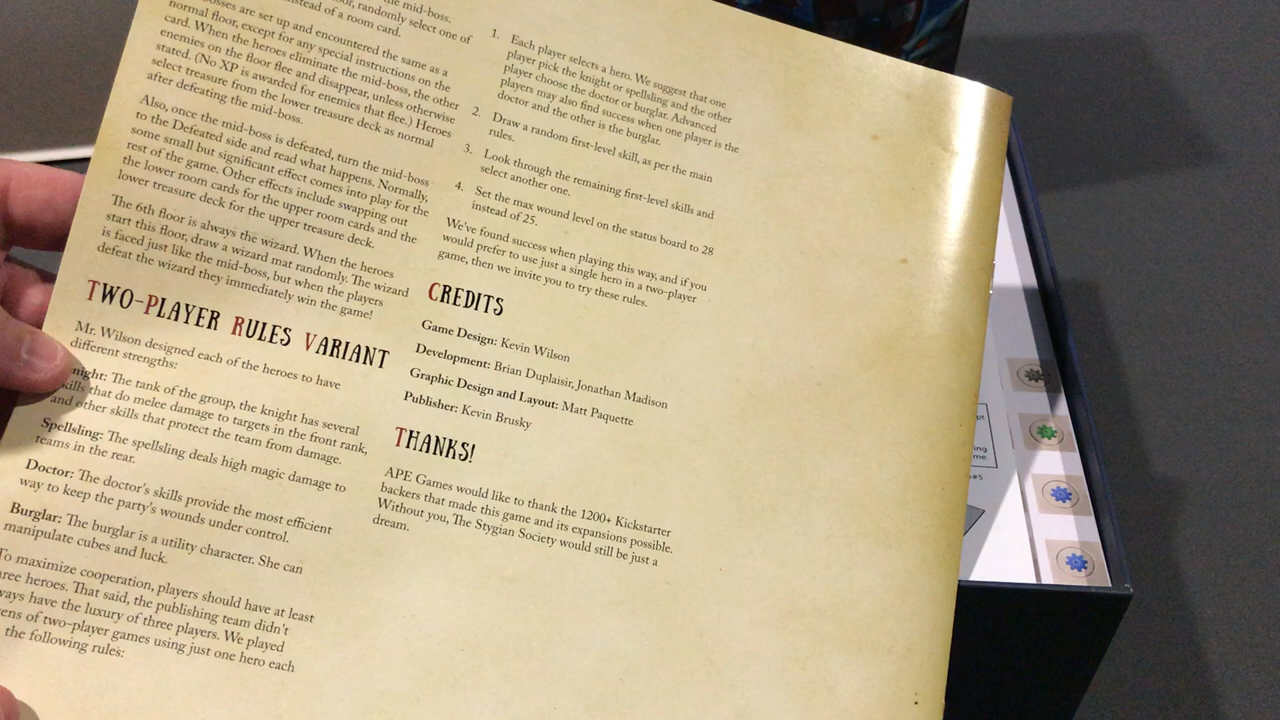 the mid-boss,
floor, randomly select one of
instead of a room card.
bosses are set up and encountered the same as a
normal floor, except for any special instructions on the
card. When the heroes eliminate the mid-boss, the other
enemies on the floor flee and disappear, unless otherwise
stated. (No XP is awarded for enemies that flee.) Heroes
select treasure from the lower treasure deck as normal
after defeating the mid-boss.
Also, once the mid-boss is defeated, turn the mid-boss
to the Defeated side and read what happens. Normally,
some small but significant effect comes into play for the
rest of the game. Other effects include swapping out
the lower room cards for the upper room cards and the
lower treasure deck for the upper treasure deck.
The 6th floor is always the wizard. When the heroes
start this floor, draw a wizard mat randomly. The wizard
is faced just like the mid-boss, but when the players
defeat the wizard they immediately win the game!
TWO-PLAYER RULES VARIANT
Mr. Wilson designed each of the heroes to have
different strengths:
night: The tank of the group, the knight has several
kills that do melee damage to targets in the front rank,
and other skills that protect the team from damage.
Spellsling: The spellsling deals high magic damage to
teams in the rear.
Doctor: The doctor's skills provide the most efficient
way to keep the party's wounds under control.
Burglar: The burglar is a utility character. She can
manipulate cubes and luck.
To maximize cooperation, players should have at least
hree heroes. That said, the publishing team didn't
ways have the luxury of three players. We played
zens of two-player games using just one hero each
the following rules:
1. Each player selects a hero. We suggest that one
player pick the knight or spellsling and the other
player choose the doctor or burglar. Advanced
players may also find success when one player is the
doctor and the other is the burglar.
2. Draw a random first-level skill, as per the main
rules.
3. Look through the remaining first-level skills and
select another one.
4. Set the max wound level on the status board to 28
instead of 25.
We've found success when playing this way, and if you
would prefer to use just a single hero in a two-player
game, then we invite you to try these rules.
CREDITS
Game Design: Kevin Wilson
Development: Brian Duplaisir, Jonathan Madison
Graphic Design and Layout: Matt Paquette
Publisher: Kevin Brusky
THANKS!
APE Games would like to thank the 1200+ Kickstarter
backers that made this game and its expansions possible.
Without you, The Stygian Society would still be just a
dream.